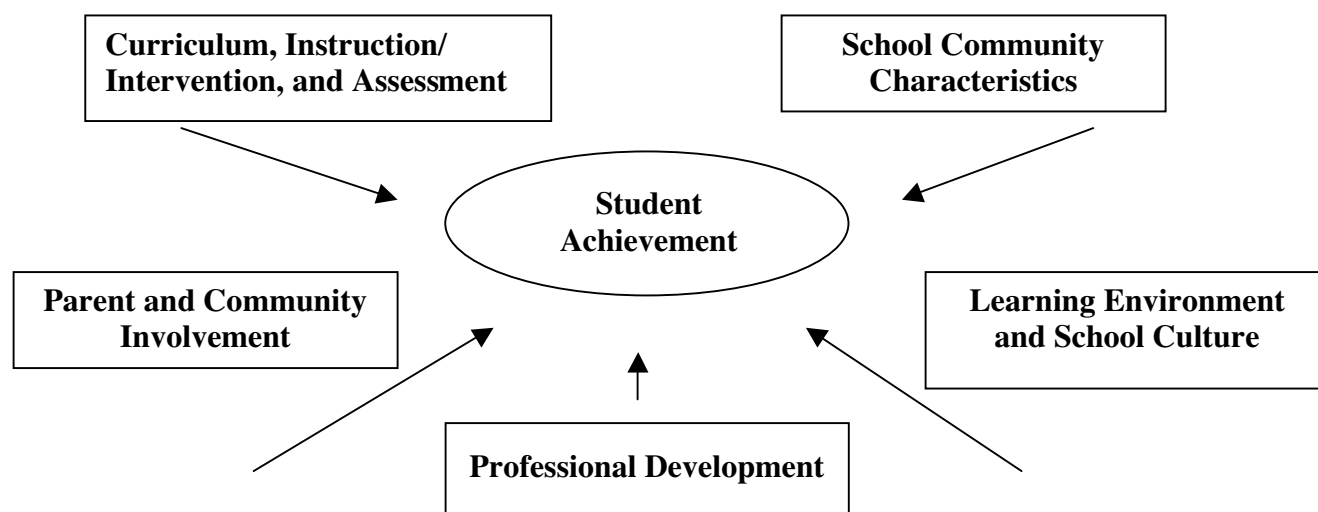 Curriculum, Instruction/
Intervention, and Assessment
School Community
Characteristics
Student
Achievement
Parent and Community
Involvement
Learning Environment
and School Culture
Professional Development